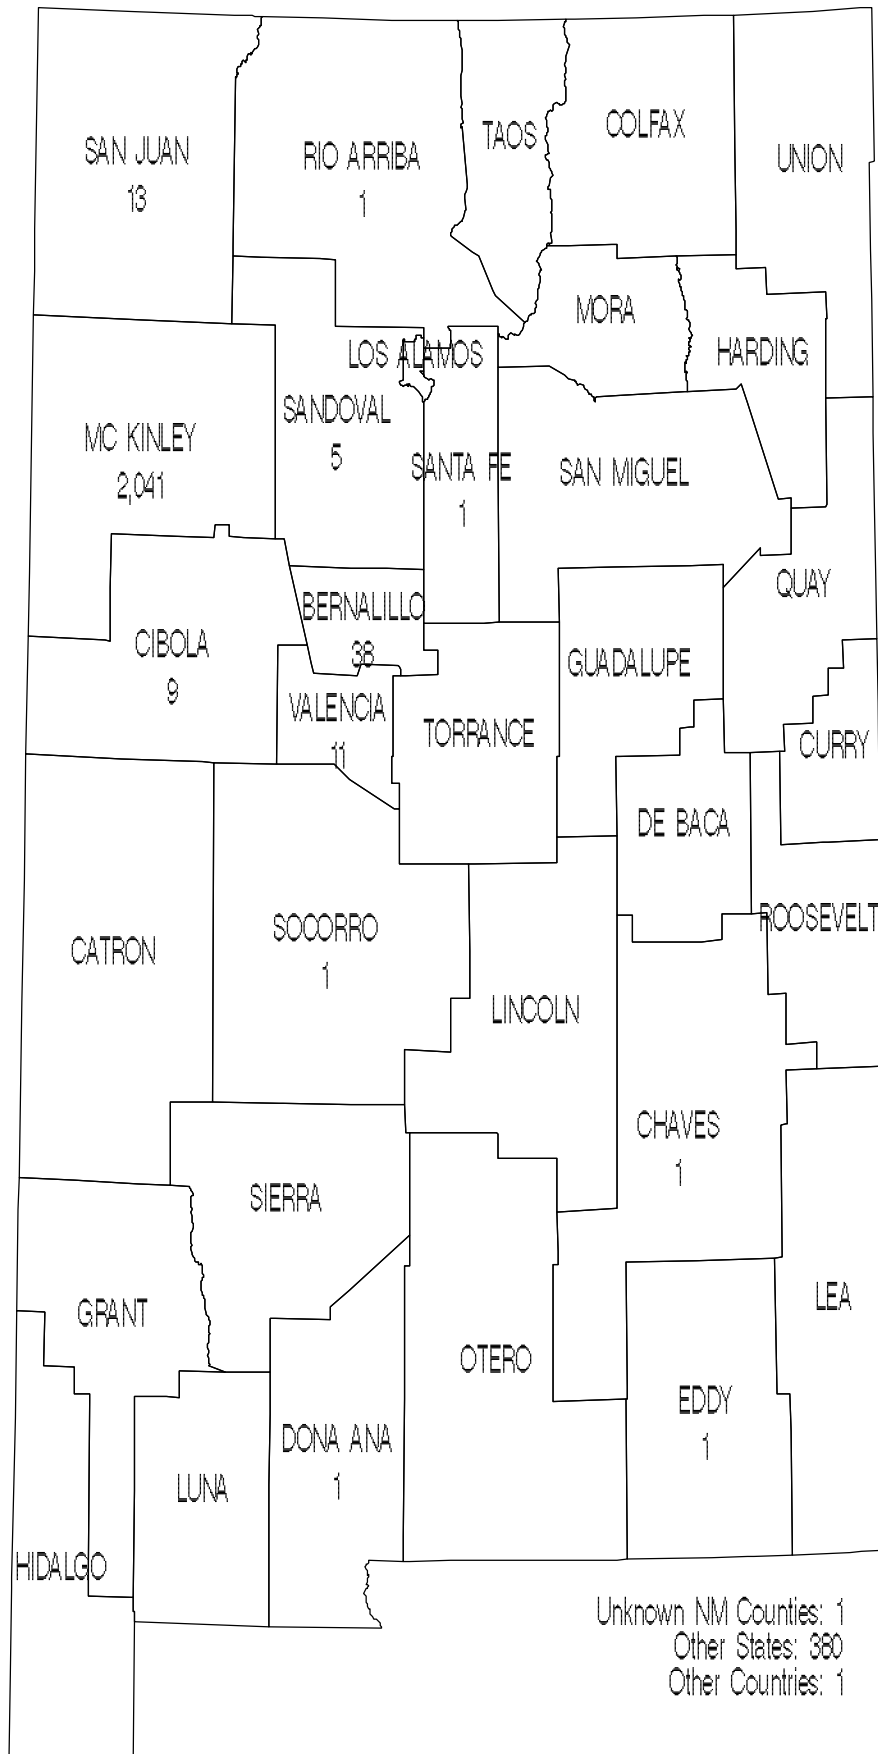 SAN JUAN
13
RIO ARRIBA
1
TAOS
COLFAX
UNION
MORA
HARDING
LOS ALAMOS
MC KINLEY
2,041
SANDOVAL
5
SANTA FE
1
SAN MIGUEL
QUAY
CIBOLA
9
BERNALILLO
38
VALENCIA
11
TORRANCE
GUADALUPE
CURRY
DE BACA
ROOSEVELT
CATRON
SOCORRO
1
LINCOLN
CHAVES
1
SIERRA
GRANT
LEA
OTERO
EDDY
1
DONA ANA
1
LUNA
HIDALGO
Unknown NM Counties: 1
Other States: 380
Other Countries: 1